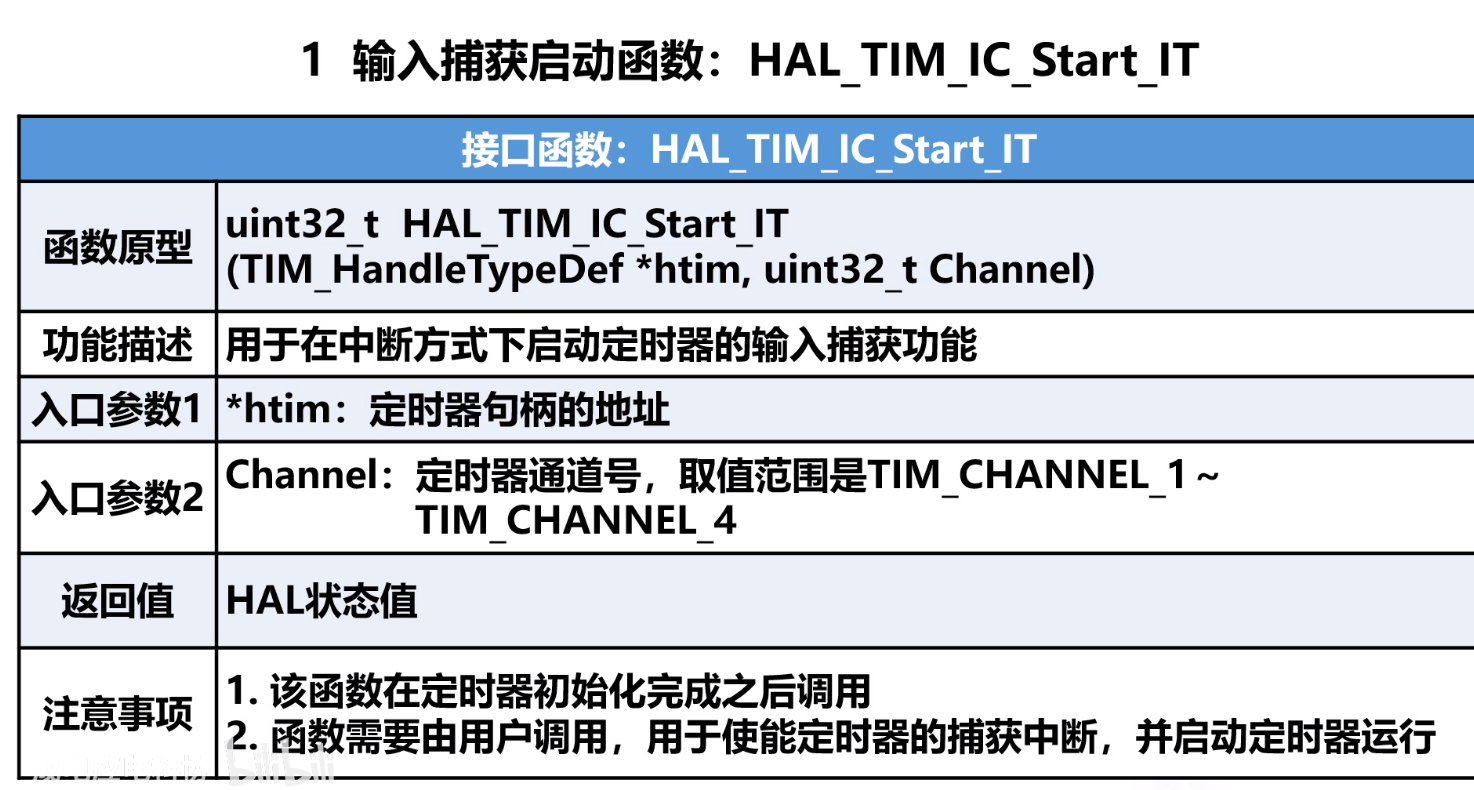 1 输入捕获启动函数：HAL_TIM_IC_Start_IT
接口函数：HAL_TIM_IC_Start_IT
函数原型
uint32_t HAL_TIM_IC_Start_IT
(TIM_HandleTypeDef *htim, uint32_t Channel)
功能描述
用于在中断方式下启动定时器的输入捕获功能
入口参数1
*htim：定时器句柄的地址
入口参数2
Channel：定时器通道号，取值范围是TIM_CHANNEL_1～
TIM_CHANNEL_4
返回值
HAL状态值
注意事项
1. 该函数在定时器初始化完成之后调用
2. 函数需要由用户调用，用于使能定时器的捕获中断，并启动定时器运行
bilibili